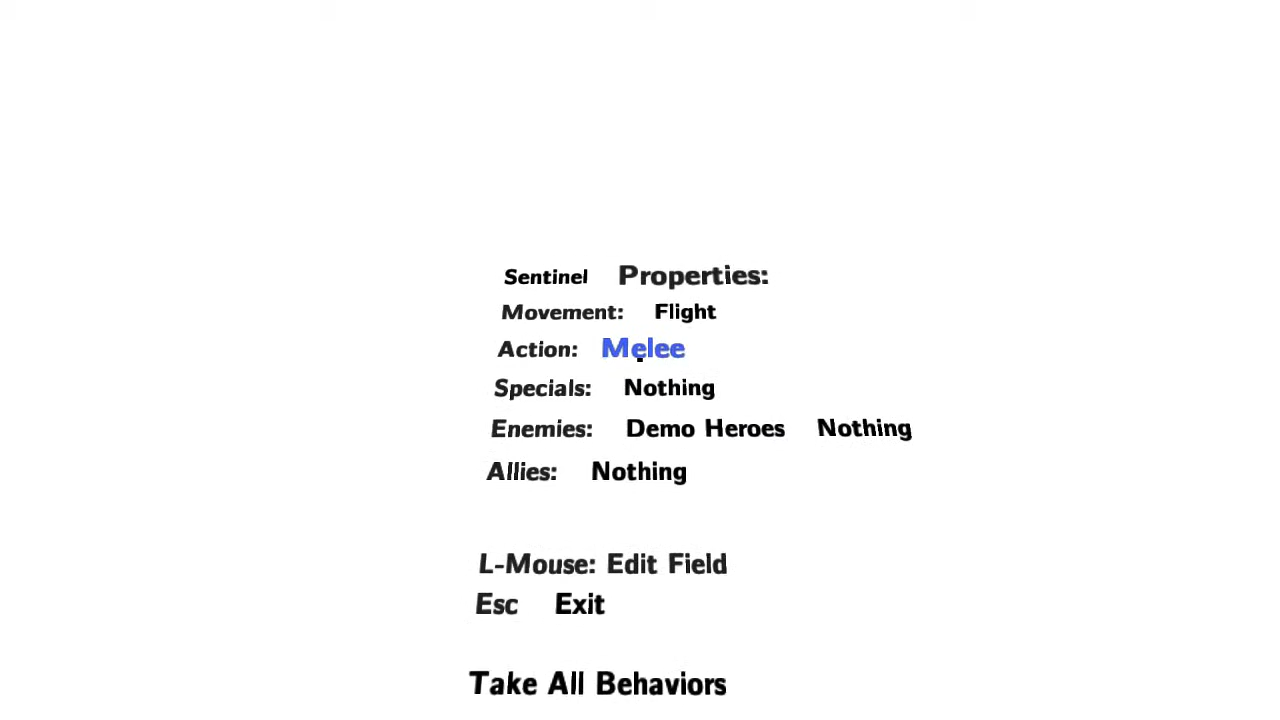 Sentinel Properties:
Movement: Flight
Action: Melee
Specials: Nothing
Enemies: Demo Heroes Nothing
Allies: Nothing
L-Mouse: Edit Field
Esc Exit
Take All Behaviors